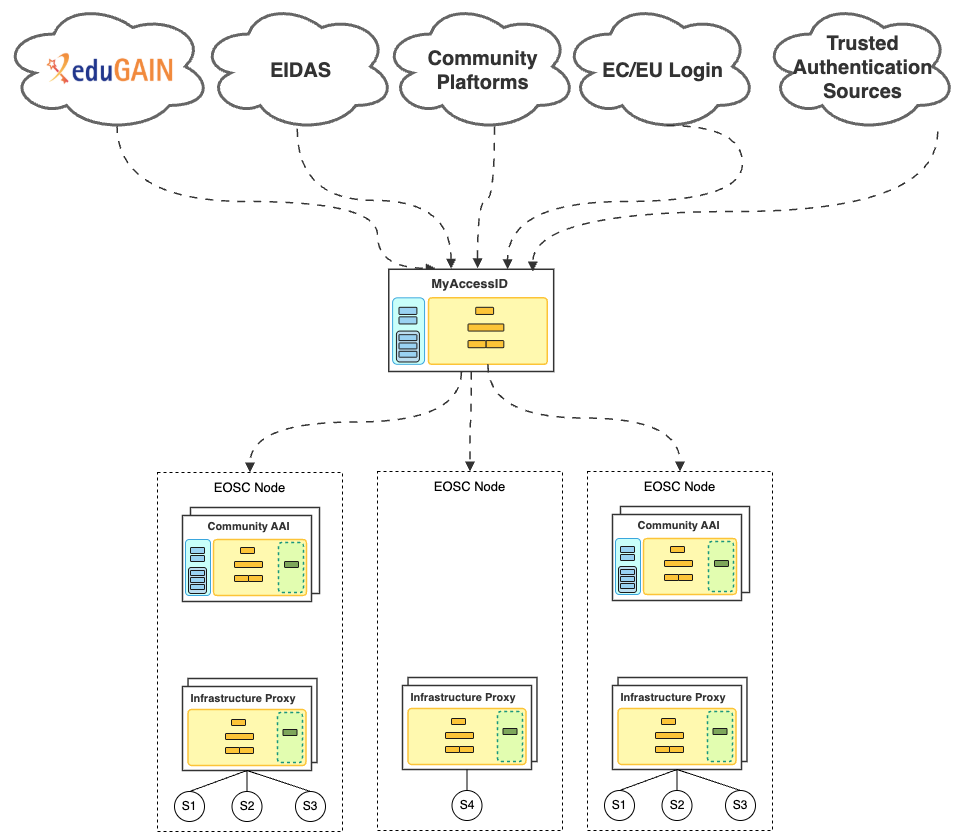 eduGAIN
EIDAS
Community
Plaftorms
EC/EU Login
Trusted
Authentication
Sources
MyAccessID
EOSC Node
EOSC Node
EOSC Node
Community AAI
Community AAI
Infrastructure Proxy
Infrastructure Proxy
Infrastructure Proxy
S1
S2
S3
S4
S1
S2
S3